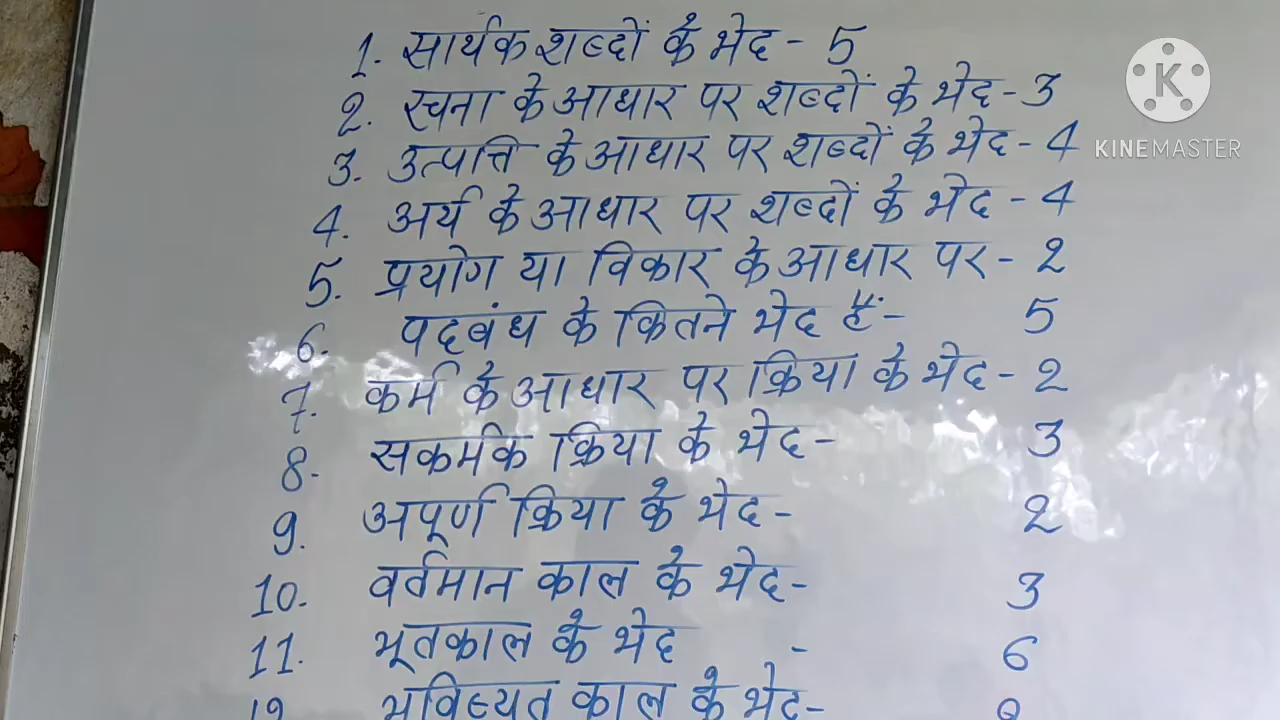 1. सार्थक शब्दों के भेद - 5
2. रचना के आधार पर शब्दों के भेद - 3
3. उत्पत्ति के आधार पर शब्दों के भेद - 4
4. अर्थ के आधार पर शब्दों के भेद - 4
5. प्रयोग या विकार के आधार पर - 2
6. पदबंध के कितने भेद हैं - 5
7. कर्म के आधार पर क्रिया के भेद - 2
8. सकर्मक क्रिया के भेद - 3
9. अपूर्ण क्रिया के भेद - 2
10. वर्तमान काल के भेद - 3
11. भूतकाल के भेद - 6
12 भविष्यत काल के भेद -
K
KINEMASTER